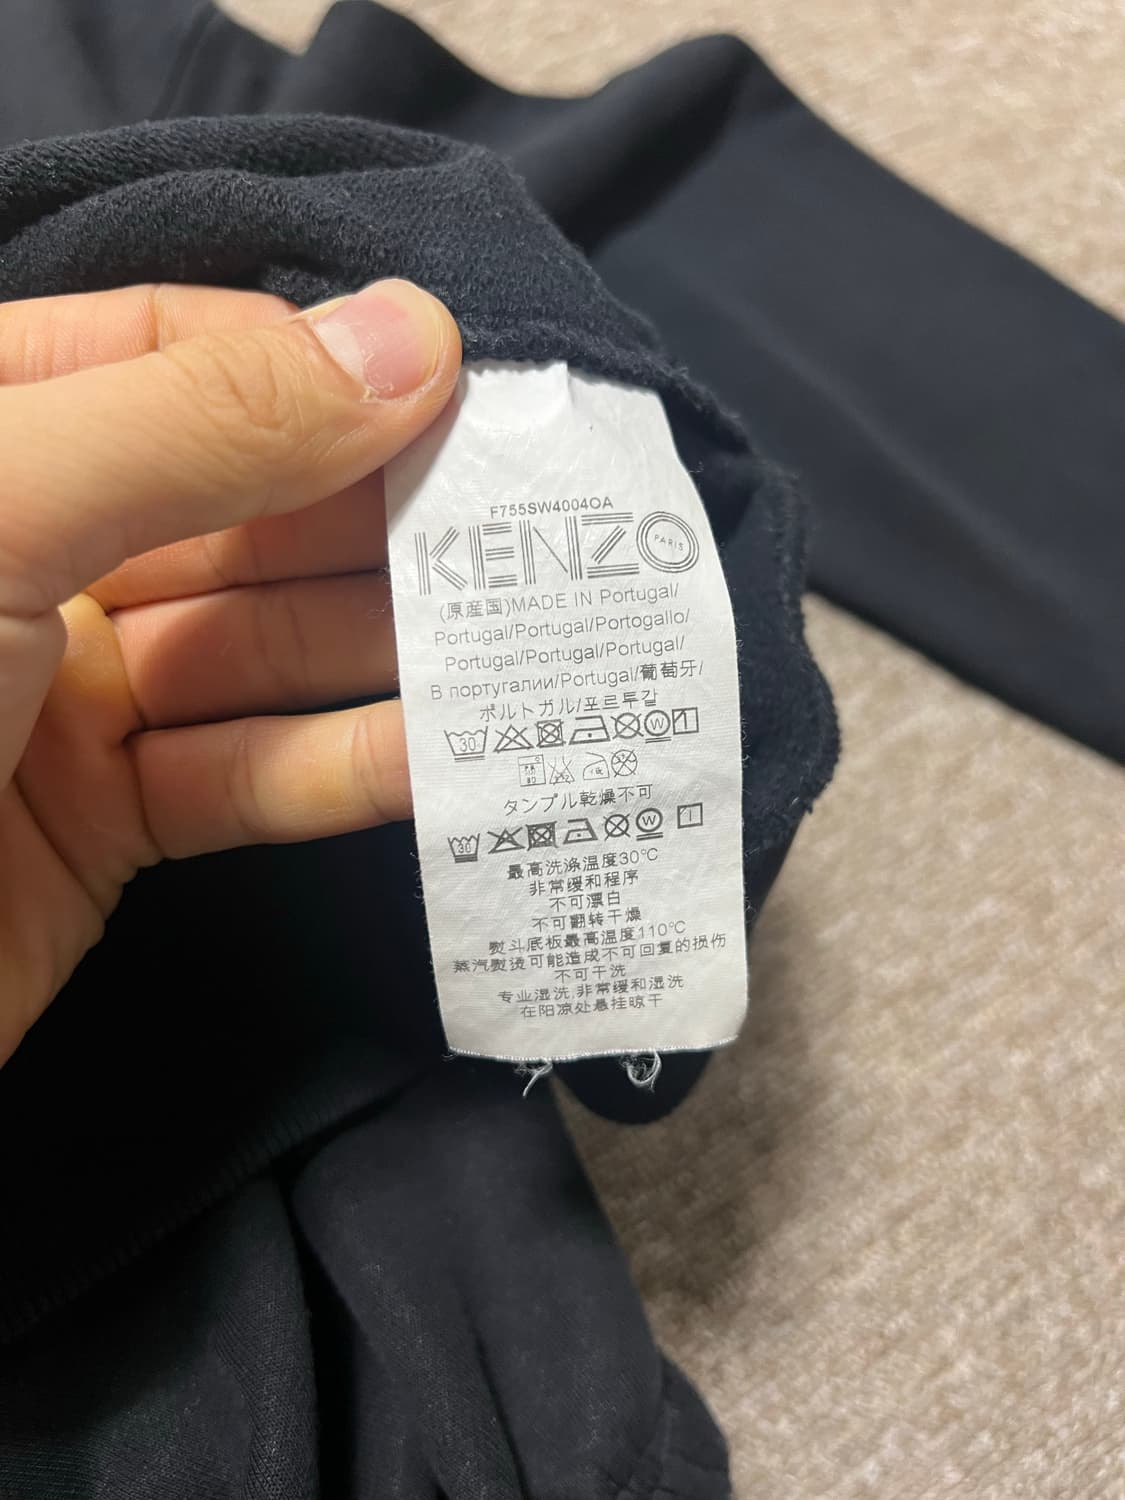 F755SW4004OA
KENZO
PARIS
(原産国)MADE IN Portugal/
Portugal/Portugal/Portogallo/
Portugal/Portugal/Portugal/
В португалии/Portugal/葡萄牙/
ポルトガル/포르투갈
30 W
タンプル乾燥不可
30 W
最高洗涤温度30°C
非常缓和程序
不可漂白
不可翻转干燥
熨斗底板最高温度110°C
蒸汽熨烫可能造成不可回复的损伤
不可干洗
专业湿洗,非常缓和湿洗
在阳凉处悬挂晾干